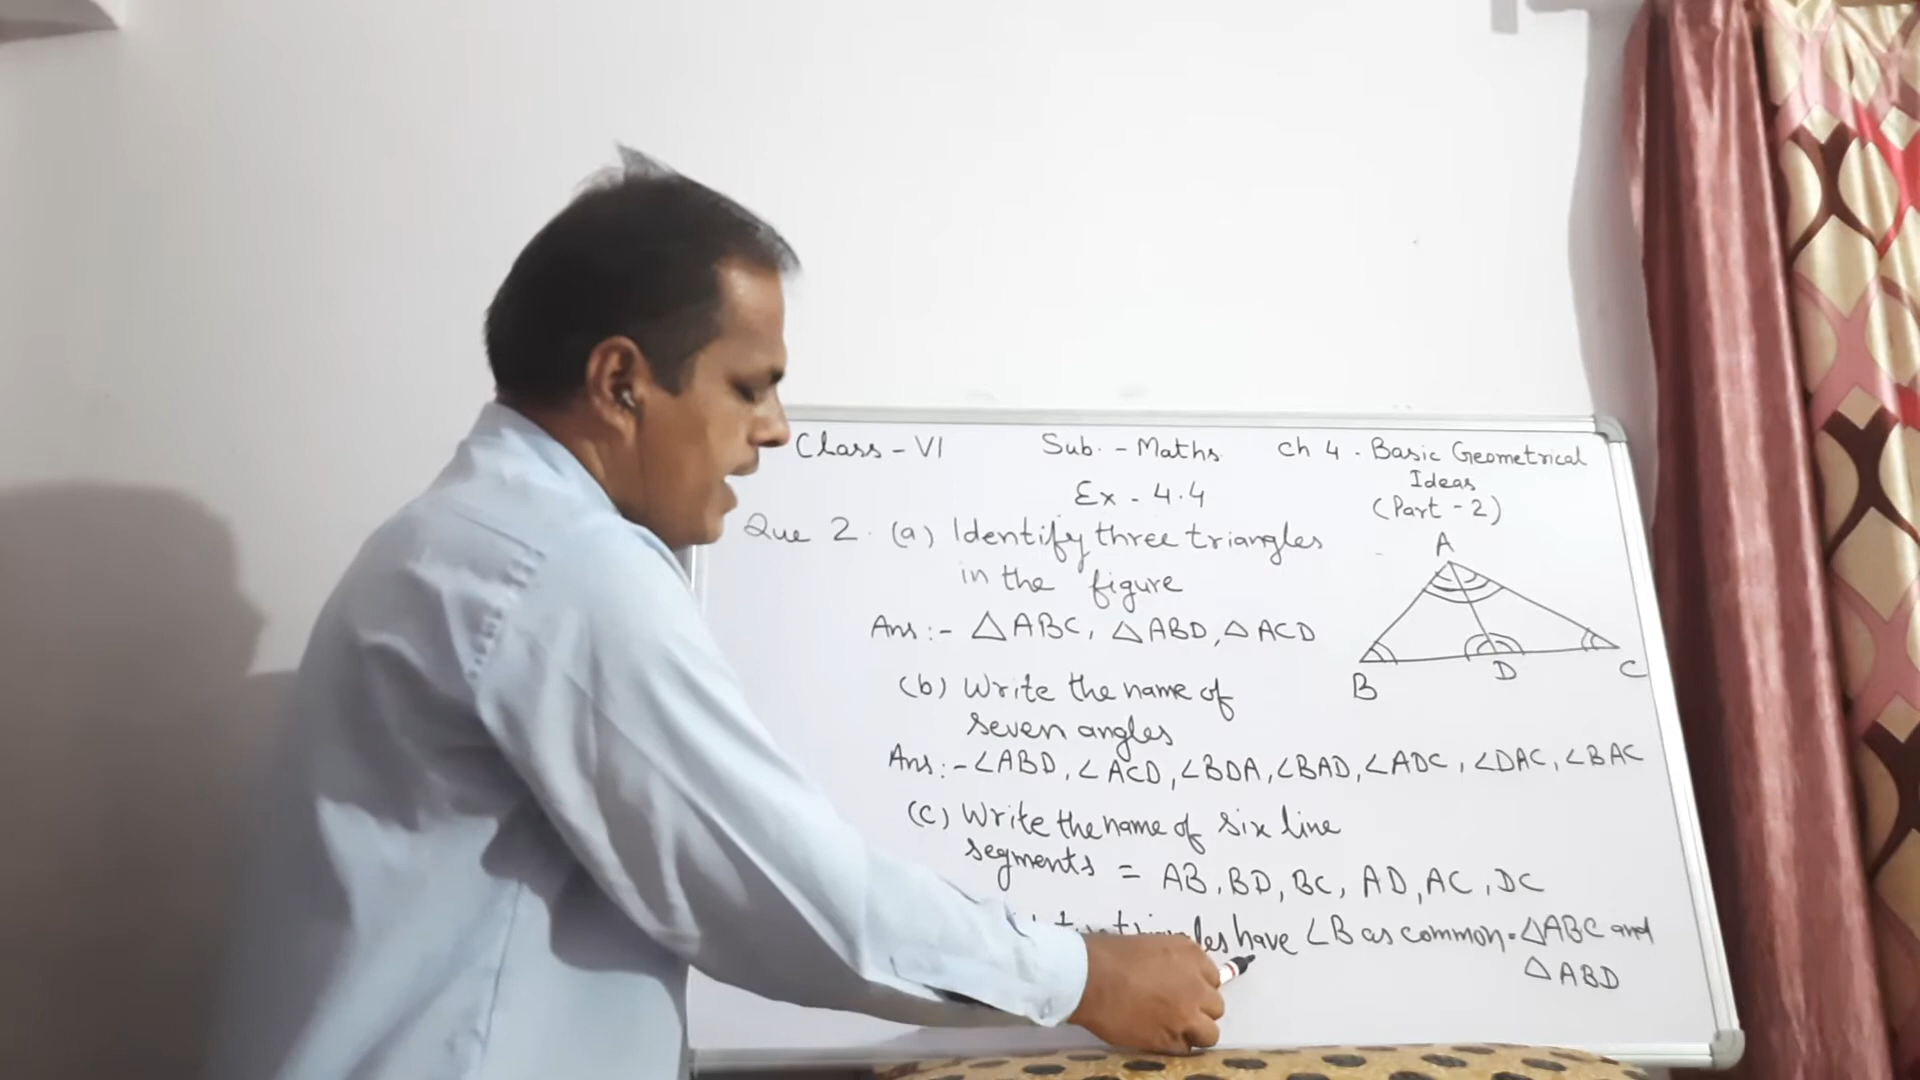 Class - VI Sub. - Maths Ch 4 . Basic Geometrical
Ideas
Ex - 4.4 (Part - 2)
Que 2. (a) Identify three triangles
in the figure
Ans :- △ABC, △ABD, △ACD
A
B
D
C
(b) Write the name of
seven angles
Ans :- ∠ABD, ∠ACD, ∠BDA, ∠BAD, ∠ADC, ∠DAC, ∠BAC
(c) Write the name of six line
segments = AB, BD, BC, AD, AC, DC
have ∠B as common = △ABC and
△ABD